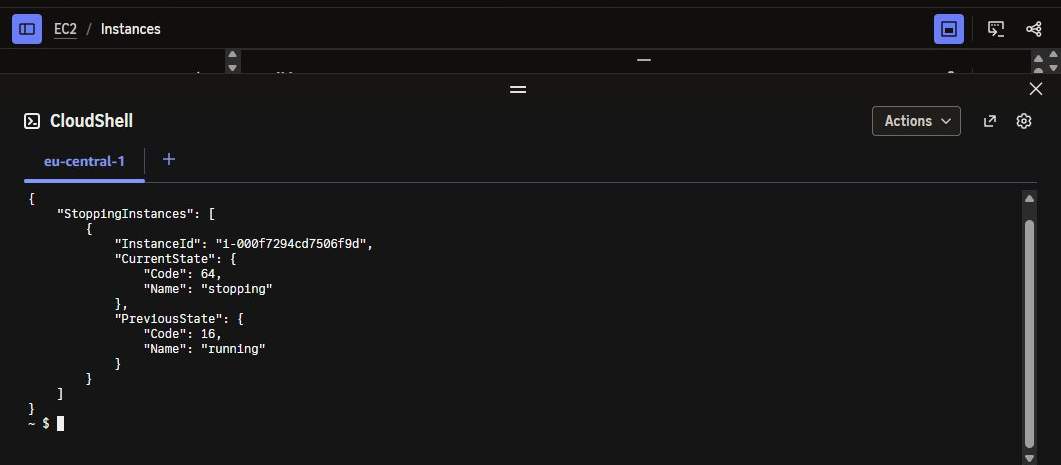 EC2 / Instances
CloudShell
Actions
eu-central-1 +
{
    "StoppingInstances": [
        {
            "InstanceId": "i-000f7294cd7506f9d",
            "CurrentState": {
                "Code": 64,
                "Name": "stopping"
            },
            "PreviousState": {
                "Code": 16,
                "Name": "running"
            }
        }
    ]
}
~ $